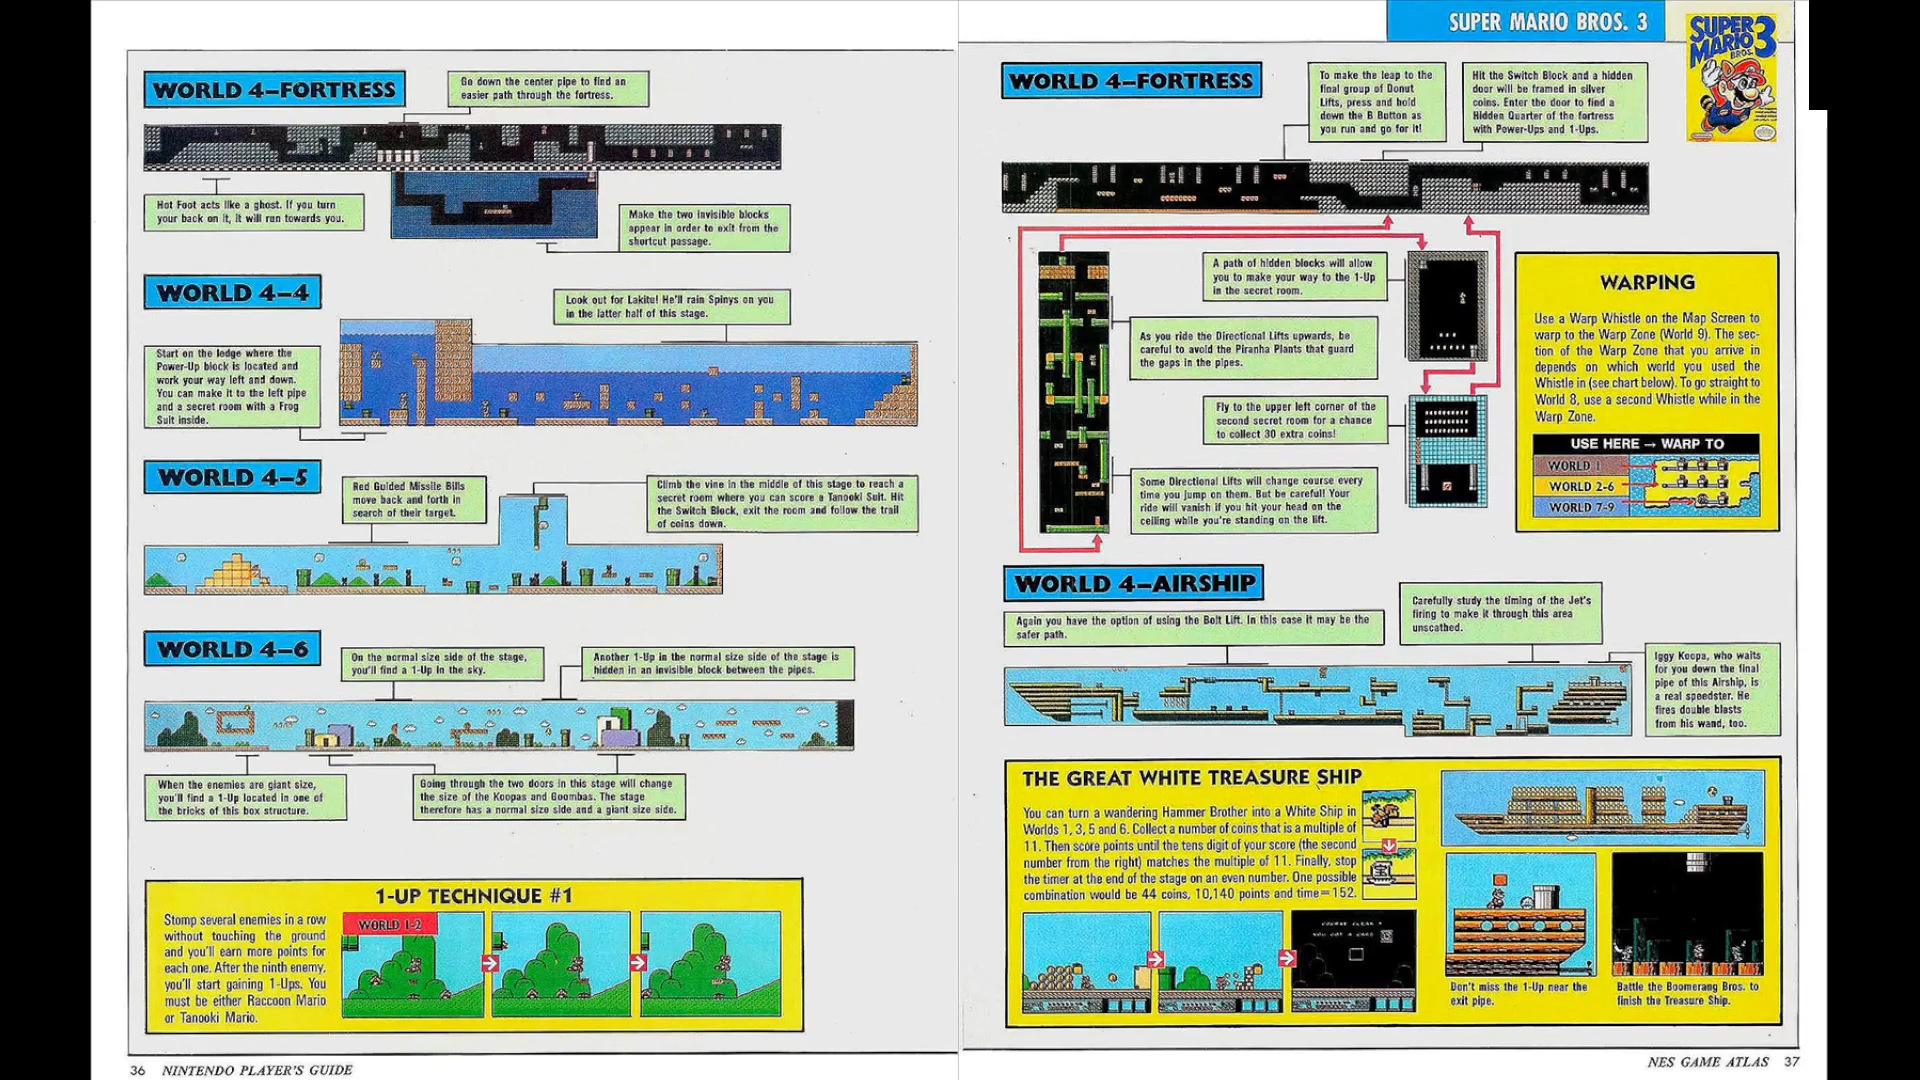 SUPER MARIO BROS. 3
SUPER
MARIO
BROS.
3
WORLD 4–FORTRESS
Go down the center pipe to find an
easier path through the fortress.
Hot Foot acts like a ghost. If you turn
your back on it, it will run towards you.
Make the two invisible blocks
appear in order to exit from the
shortcut passage.
WORLD 4–4
Look out for Lakitu! He'll rain Spinys on you
in the latter half of this stage.
Start on the ledge where the
Power-Up block is located and
work your way left and down.
You can make it to the left pipe
and a secret room with a Frog
Suit inside.
WORLD 4–5
Red Guided Missile Bills
move back and forth in
search of their target.
Climb the vine in the middle of this stage to reach a
secret room where you can score a Tanooki Suit. Hit
the Switch Block, exit the room and follow the trail
of coins down.
WORLD 4–6
On the normal size side of the stage,
you'll find a 1-Up in the sky.
Another 1-Up in the normal size side of the stage is
hidden in an invisible block between the pipes.
When the enemies are giant size,
you'll find a 1-Up located in one of
the bricks of this box structure.
Going through the two doors in this stage will change
the size of the Koopas and Goombas. The stage
therefore has a normal size side and a giant size side.
1-UP TECHNIQUE #1
Stomp several enemies in a row
without touching the ground
and you'll earn more points for
each one. After the ninth enemy,
you'll start gaining 1-Ups. You
must be either Raccoon Mario
or Tanooki Mario.
WORLD 1-2
36 NINTENDO PLAYER'S GUIDE
WORLD 4–FORTRESS
To make the leap to the
final group of Donut
Lifts, press and hold
down the B Button as
you run and go for it!
Hit the Switch Block and a hidden
door will be framed in silver
coins. Enter the door to find a
Hidden Quarter of the fortress
with Power-Ups and 1-Ups.
A path of hidden blocks will allow
you to make your way to the 1-Up
in the secret room.
As you ride the Directional Lifts upwards, be
careful to avoid the Piranha Plants that guard
the gaps in the pipes.
Fly to the upper left corner of the
second secret room for a chance
to collect 30 extra coins!
Some Directional Lifts will change course every
time you jump on them. But be careful! Your
ride will vanish if you hit your head on the
ceiling while you're standing on the lift.
WARPING
Use a Warp Whistle on the Map Screen to
warp to the Warp Zone (World 9). The sec-
tion of the Warp Zone that you arrive in
depends on which world you used the
Whistle in (see chart below). To go straight to
World 8, use a second Whistle while in the
Warp Zone.
USE HERE → WARP TO
WORLD 1
WORLD 2-6
WORLD 7-9
WORLD 4–AIRSHIP
Again you have the option of using the Bolt Lift. In this case it may be the
safer path.
Carefully study the timing of the Jet's
firing to make it through this area
unscathed.
Iggy Koopa, who waits
for you down the final
pipe of this Airship, is
a real speedster. He
fires double blasts
from his wand, too.
THE GREAT WHITE TREASURE SHIP
You can turn a wandering Hammer Brother into a White Ship in
Worlds 1, 3, 5 and 6. Collect a number of coins that is a multiple of
11. Then score points until the tens digit of your score (the second
number from the right) matches the multiple of 11. Finally, stop
the timer at the end of the stage on an even number. One possible
combination would be 44 coins, 10,140 points and time=152.
COURSE CLEAR !
YOU GOT A CARD
Don't miss the 1-Up near the
exit pipe.
Battle the Boomerang Bros. to
finish the Treasure Ship.
NES GAME ATLAS 37